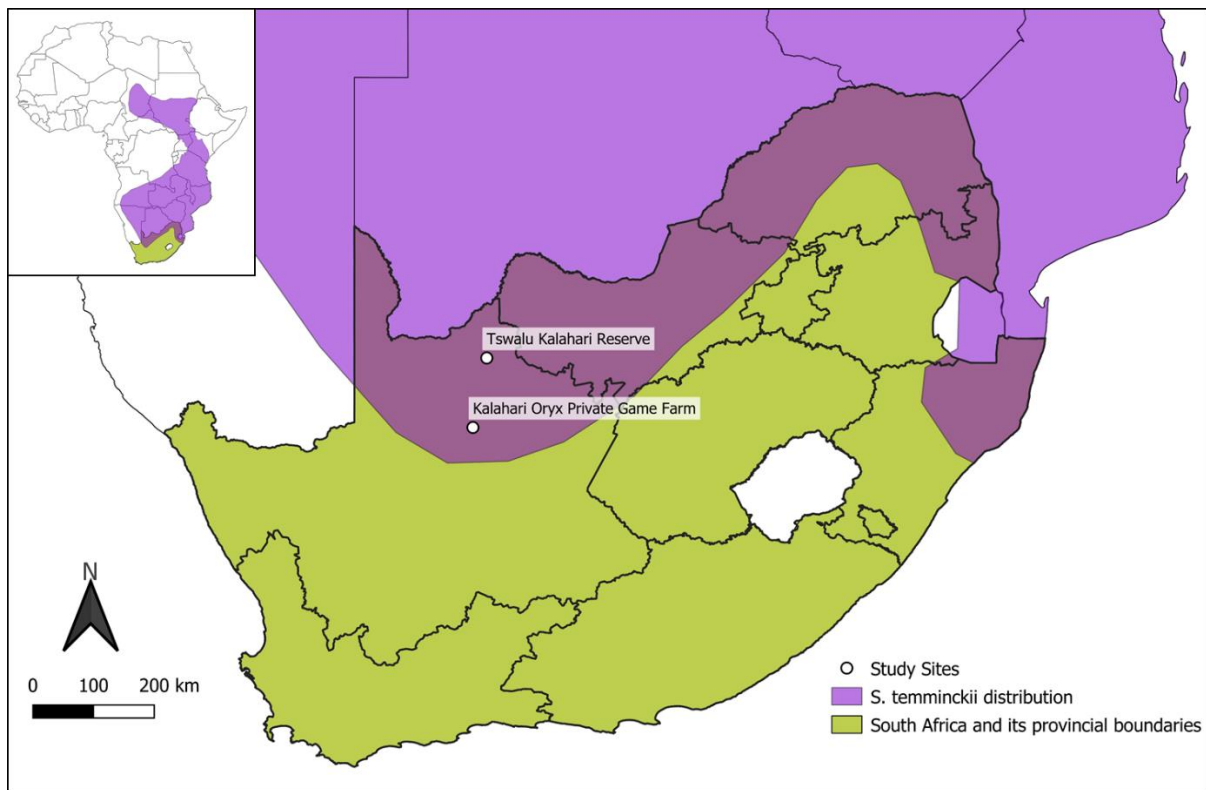 Tswalu Kalahari Reserve
Kalahari Oryx Private Game Farm
N
0 100 200 km
Study Sites
S. temminckii distribution
South Africa and its provincial boundaries